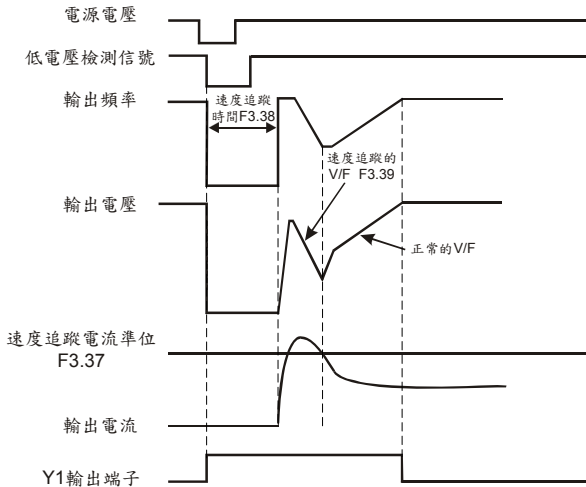 電源電壓
低電壓檢測信號
輸出頻率
速度追蹤
時間F3.38
速度追蹤的
V/F F3.39
輸出電壓
正常的V/F
速度追蹤電流準位
F3.37
輸出電流
Y1輸出端子